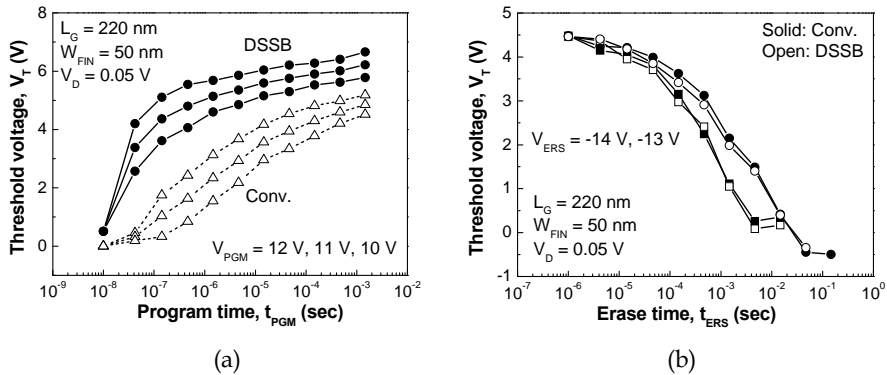 Threshold voltage, V_T (V)
8
6
4
2
0
L_G = 220 nm
W_FIN = 50 nm
V_D = 0.05 V
DSSB
Conv.
V_PGM = 12 V, 11 V, 10 V
10^-9 10^-8 10^-7 10^-6 10^-5 10^-4 10^-3 10^-2
Program time, t_PGM (sec)
(a)
Threshold voltage, V_T (V)
5
4
3
2
1
0
-1
Solid: Conv.
Open: DSSB
V_ERS = -14 V, -13 V
L_G = 220 nm
W_FIN = 50 nm
V_D = 0.05 V
10^-7 10^-6 10^-5 10^-4 10^-3 10^-2 10^-1 10^0
Erase time, t_ERS (sec)
(b)